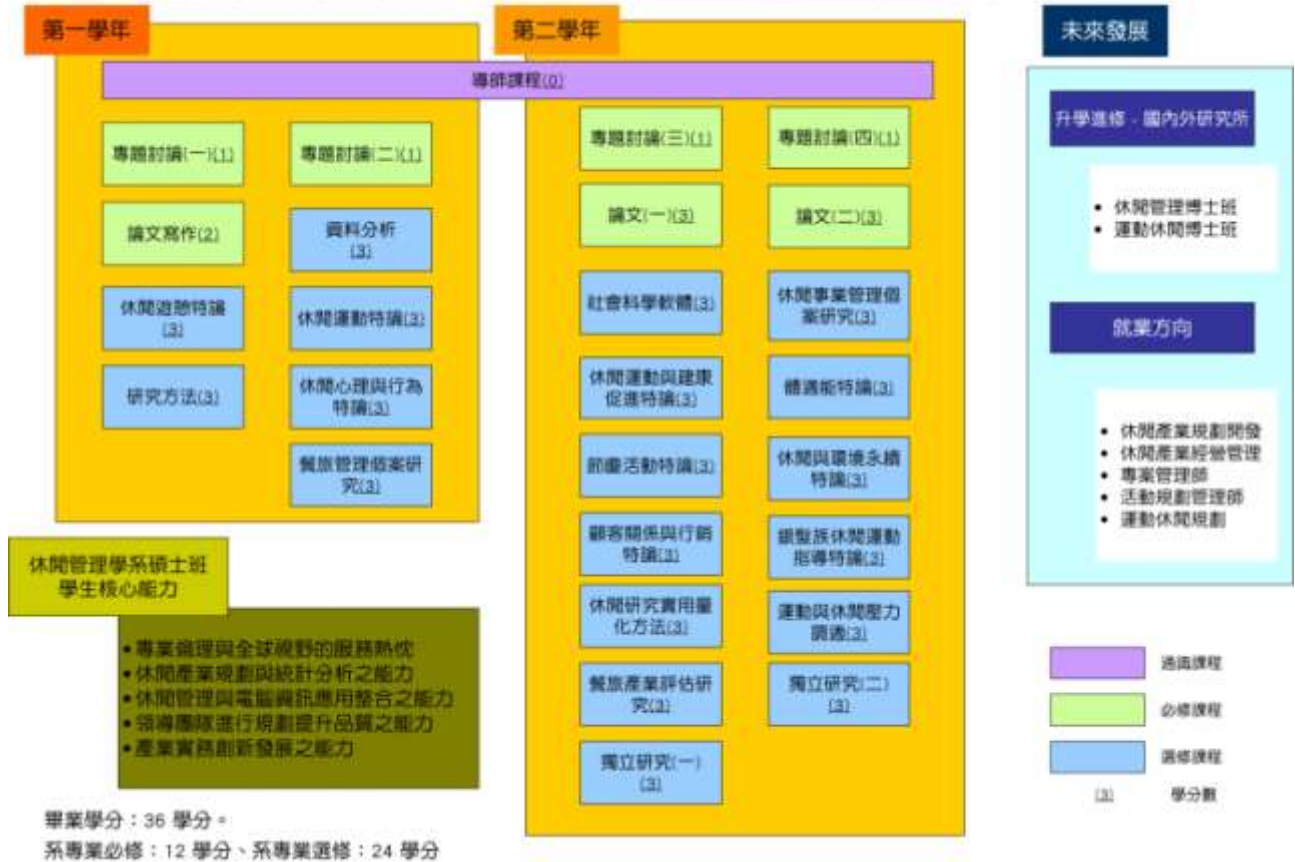 第一學年
第二學年
未來發展
導師課程(0)
專題討論(一)(1)
專題討論(二)(1)
論文寫作(2)
資料分析
(3)
休閒遊憩特論
(3)
休閒運動特論(3)
研究方法(3)
休閒心理與行為
特論(3)
餐旅管理個案研
究(3)
專題討論(三)(1)
專題討論(四)(1)
論文(一)(3)
論文(二)(3)
社會科學軟體(3)
休閒事業管理個
案研究(3)
休閒運動與健康
促進特論(3)
體適能特論(3)
節慶活動特論(3)
休閒與環境永續
特論(3)
顧客關係與行銷
特論(3)
銀髮族休閒運動
指導特論(3)
休閒研究實用量
化方法(3)
運動與休閒壓力
調適(3)
餐旅產業評估研
究(3)
獨立研究(二)
(3)
獨立研究(一)
(3)
升學進修 - 國內外研究所
• 休閒管理博士班
• 運動休閒博士班
就業方向
• 休閒產業規劃開發
• 休閒產業經營管理
• 專案管理師
• 活動規劃管理師
• 運動休閒規劃
休閒管理學系碩士班
學生核心能力
• 專業倫理與全球視野的服務熱忱
• 休閒產業規劃與統計分析之能力
• 休閒管理與電腦資訊應用整合之能力
• 領導團隊進行規劃提升品質之能力
• 產業實務創新發展之能力
通識課程
必修課程
選修課程
(3) 學分數
畢業學分：36 學分。
系專業必修：12 學分、系專業選修：24 學分